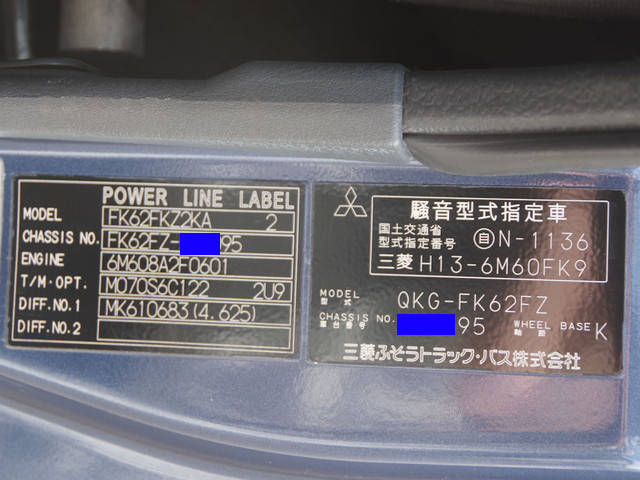 POWER LINE LABEL
MODEL FK62FKZ2KA 2
CHASSIS NO. FK62FZ- 95
ENGINE 6M608A2F0601
T/M・OPT. M070S6C122 2U9
DIFF.NO.1 MK610683(4.625)
DIFF.NO.2
騒音型式指定車
国土交通省
型式指定番号 自N-1136
三菱 H13-6M60FK9
MODEL
型式 QKG-FK62FZ
CHASSIS NO. 95 WHEEL BASE K
車台番号 軸距
三菱ふそうトラック・バス株式会社